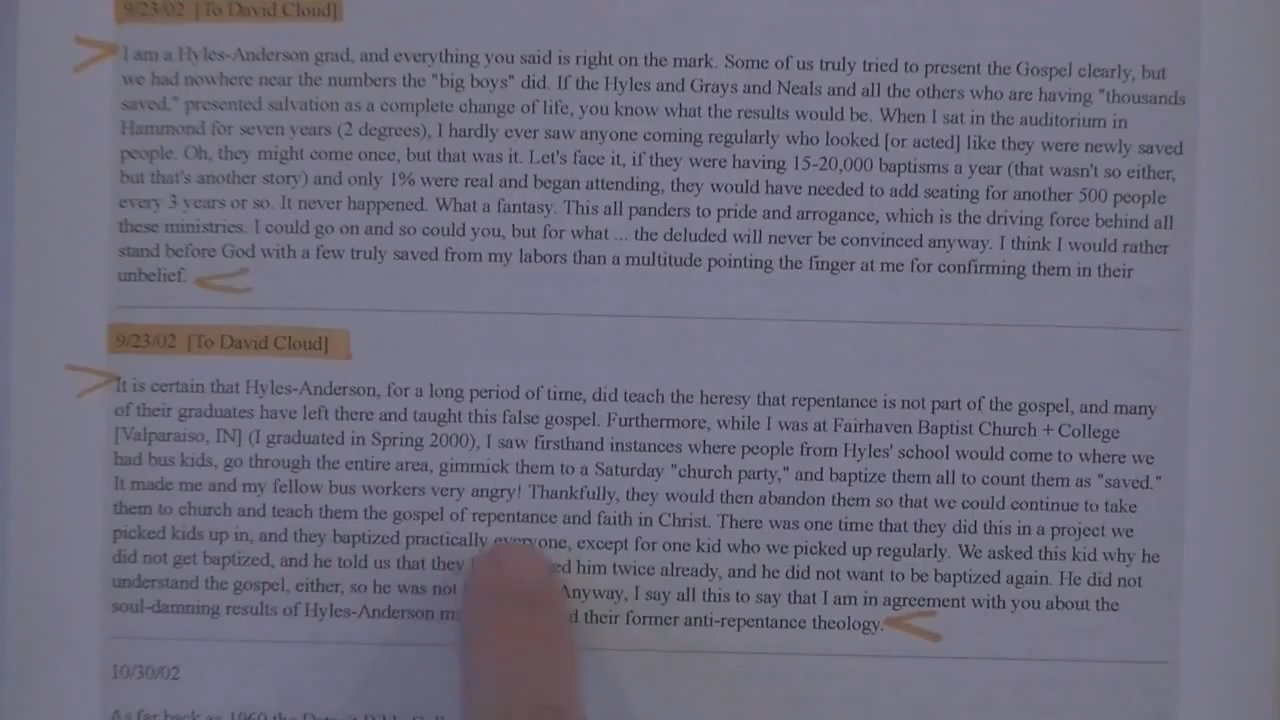 9/23/02 [To David Cloud]
I am a Hyles-Anderson grad, and everything you said is right on the mark. Some of us truly tried to present the Gospel clearly, but
we had nowhere near the numbers the "big boys" did. If the Hyles and Grays and Neals and all the others who are having "thousands
saved," presented salvation as a complete change of life, you know what the results would be. When I sat in the auditorium in
Hammond for seven years (2 degrees), I hardly ever saw anyone coming regularly who looked [or acted] like they were newly saved
people. Oh, they might come once, but that was it. Let's face it, if they were having 15-20,000 baptisms a year (that wasn't so either,
but that's another story) and only 1% were real and began attending, they would have needed to add seating for another 500 people
every 3 years or so. It never happened. What a fantasy. This all panders to pride and arrogance, which is the driving force behind all
these ministries. I could go on and so could you, but for what ... the deluded will never be convinced anyway. I think I would rather
stand before God with a few truly saved from my labors than a multitude pointing the finger at me for confirming them in their
unbelief.
9/23/02 [To David Cloud]
It is certain that Hyles-Anderson, for a long period of time, did teach the heresy that repentance is not part of the gospel, and many
of their graduates have left there and taught this false gospel. Furthermore, while I was at Fairhaven Baptist Church + College
[Valparaiso, IN] (I graduated in Spring 2000), I saw firsthand instances where people from Hyles' school would come to where we
had bus kids, go through the entire area, gimmick them to a Saturday "church party," and baptize them all to count them as "saved."
It made me and my fellow bus workers very angry! Thankfully, they would then abandon them so that we could continue to take
them to church and teach them the gospel of repentance and faith in Christ. There was one time that they did this in a project we
picked kids up in, and they baptized practically everyone, except for one kid who we picked up regularly. We asked this kid why he
did not get baptized, and he told us that they him twice already, and he did not want to be baptized again. He did not
understand the gospel, either, so he was not Anyway, I say all this to say that I am in agreement with you about the
soul-damning results of Hyles-Anderson their former anti-repentance theology.
10/30/02
As far back as 1960 the Detroit Bible